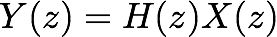 Y(z) = H(z)X(z)